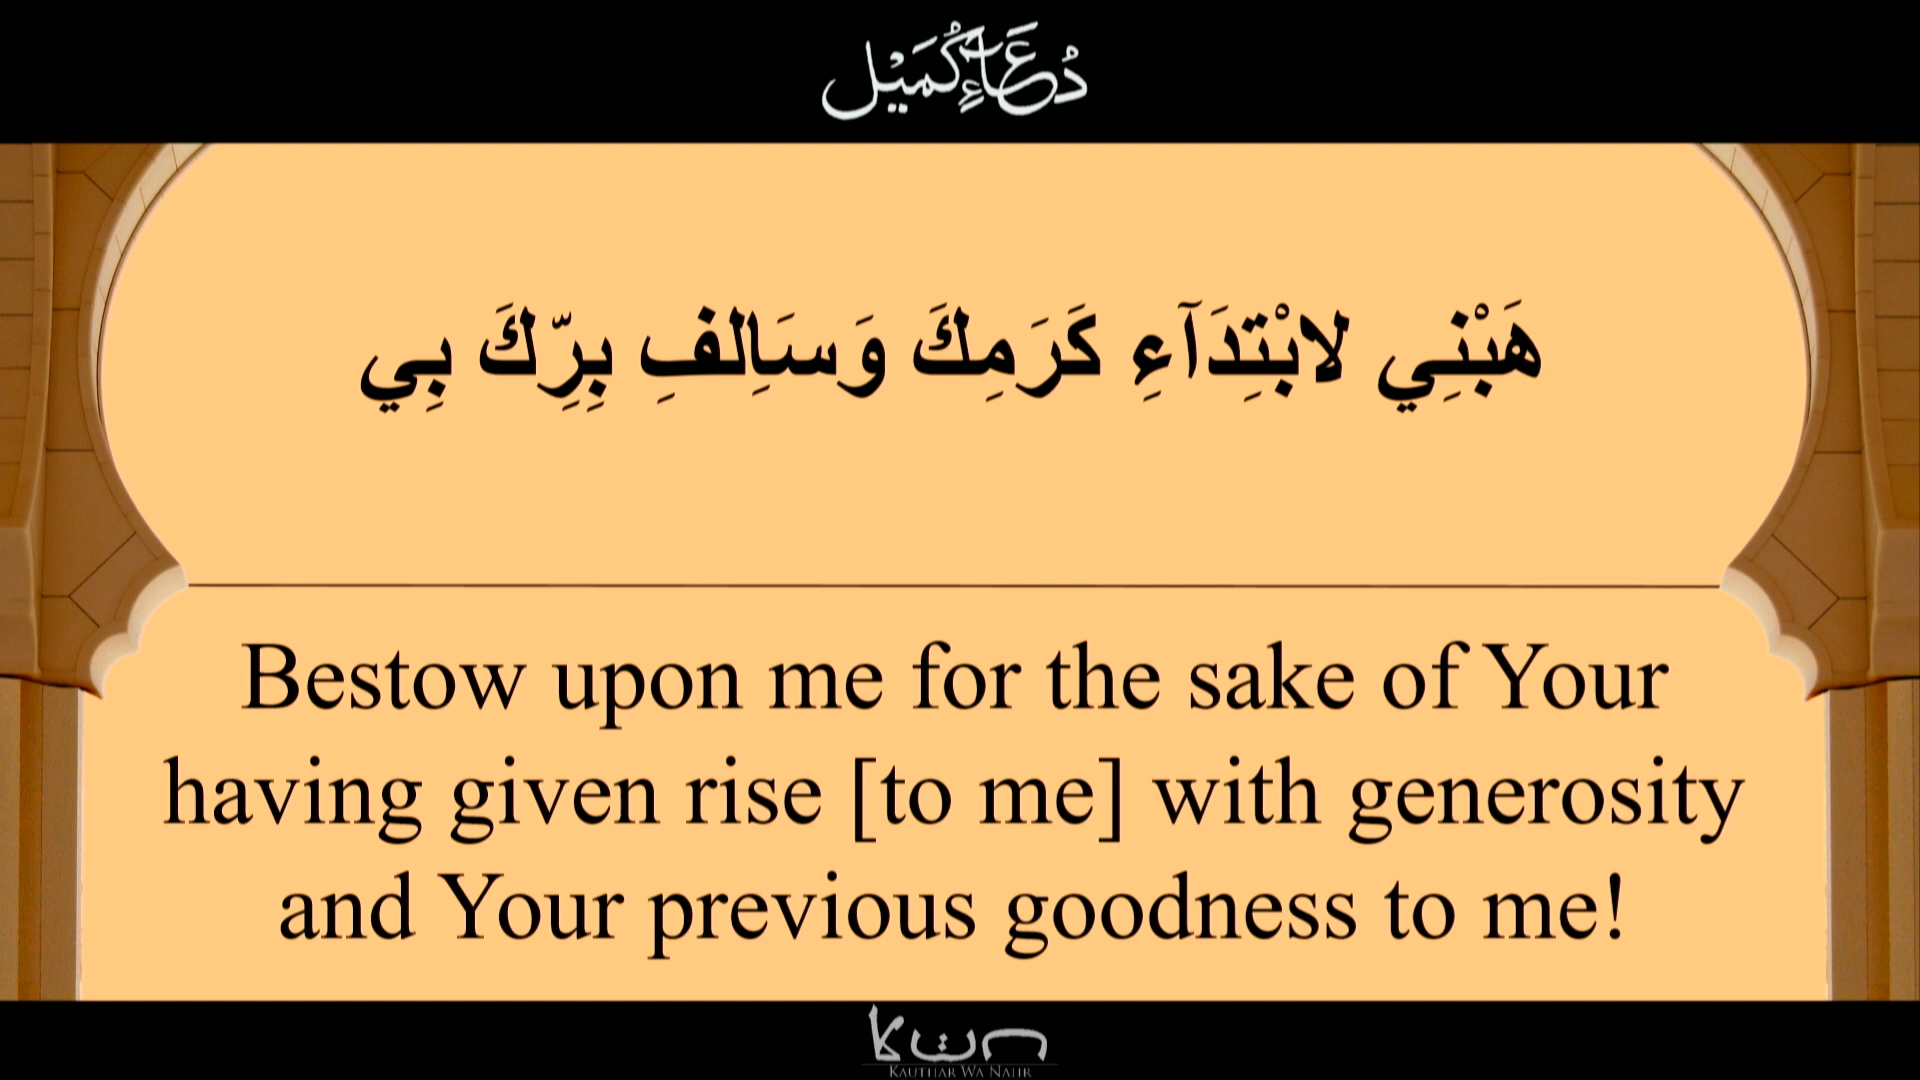 دُعَاءِ كُمَيْل
هَبْنِي لابْتِدَآءِ كَرَمِكَ وَسَاِلفِ بِرِّكَ بِي
Bestow upon me for the sake of Your
having given rise [to me] with generosity
and Your previous goodness to me!
KWN
KAUTHAR WA NAHR